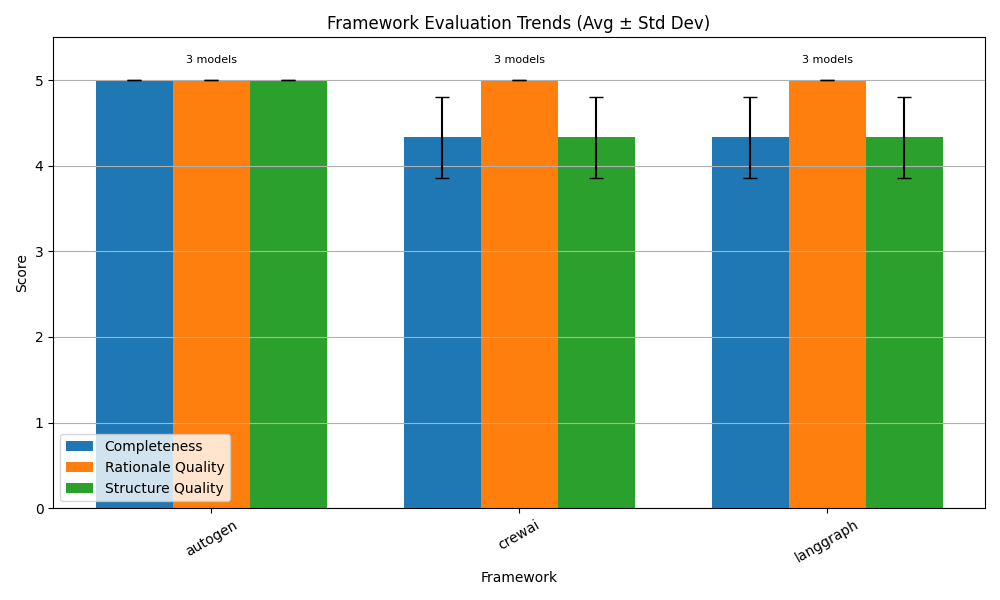 Framework Evaluation Trends (Avg ± Std Dev)
3 models
3 models
3 models
5
4
3
2
1
0
Score
Completeness
Rationale Quality
Structure Quality
autogen
crewai
langgraph
Framework